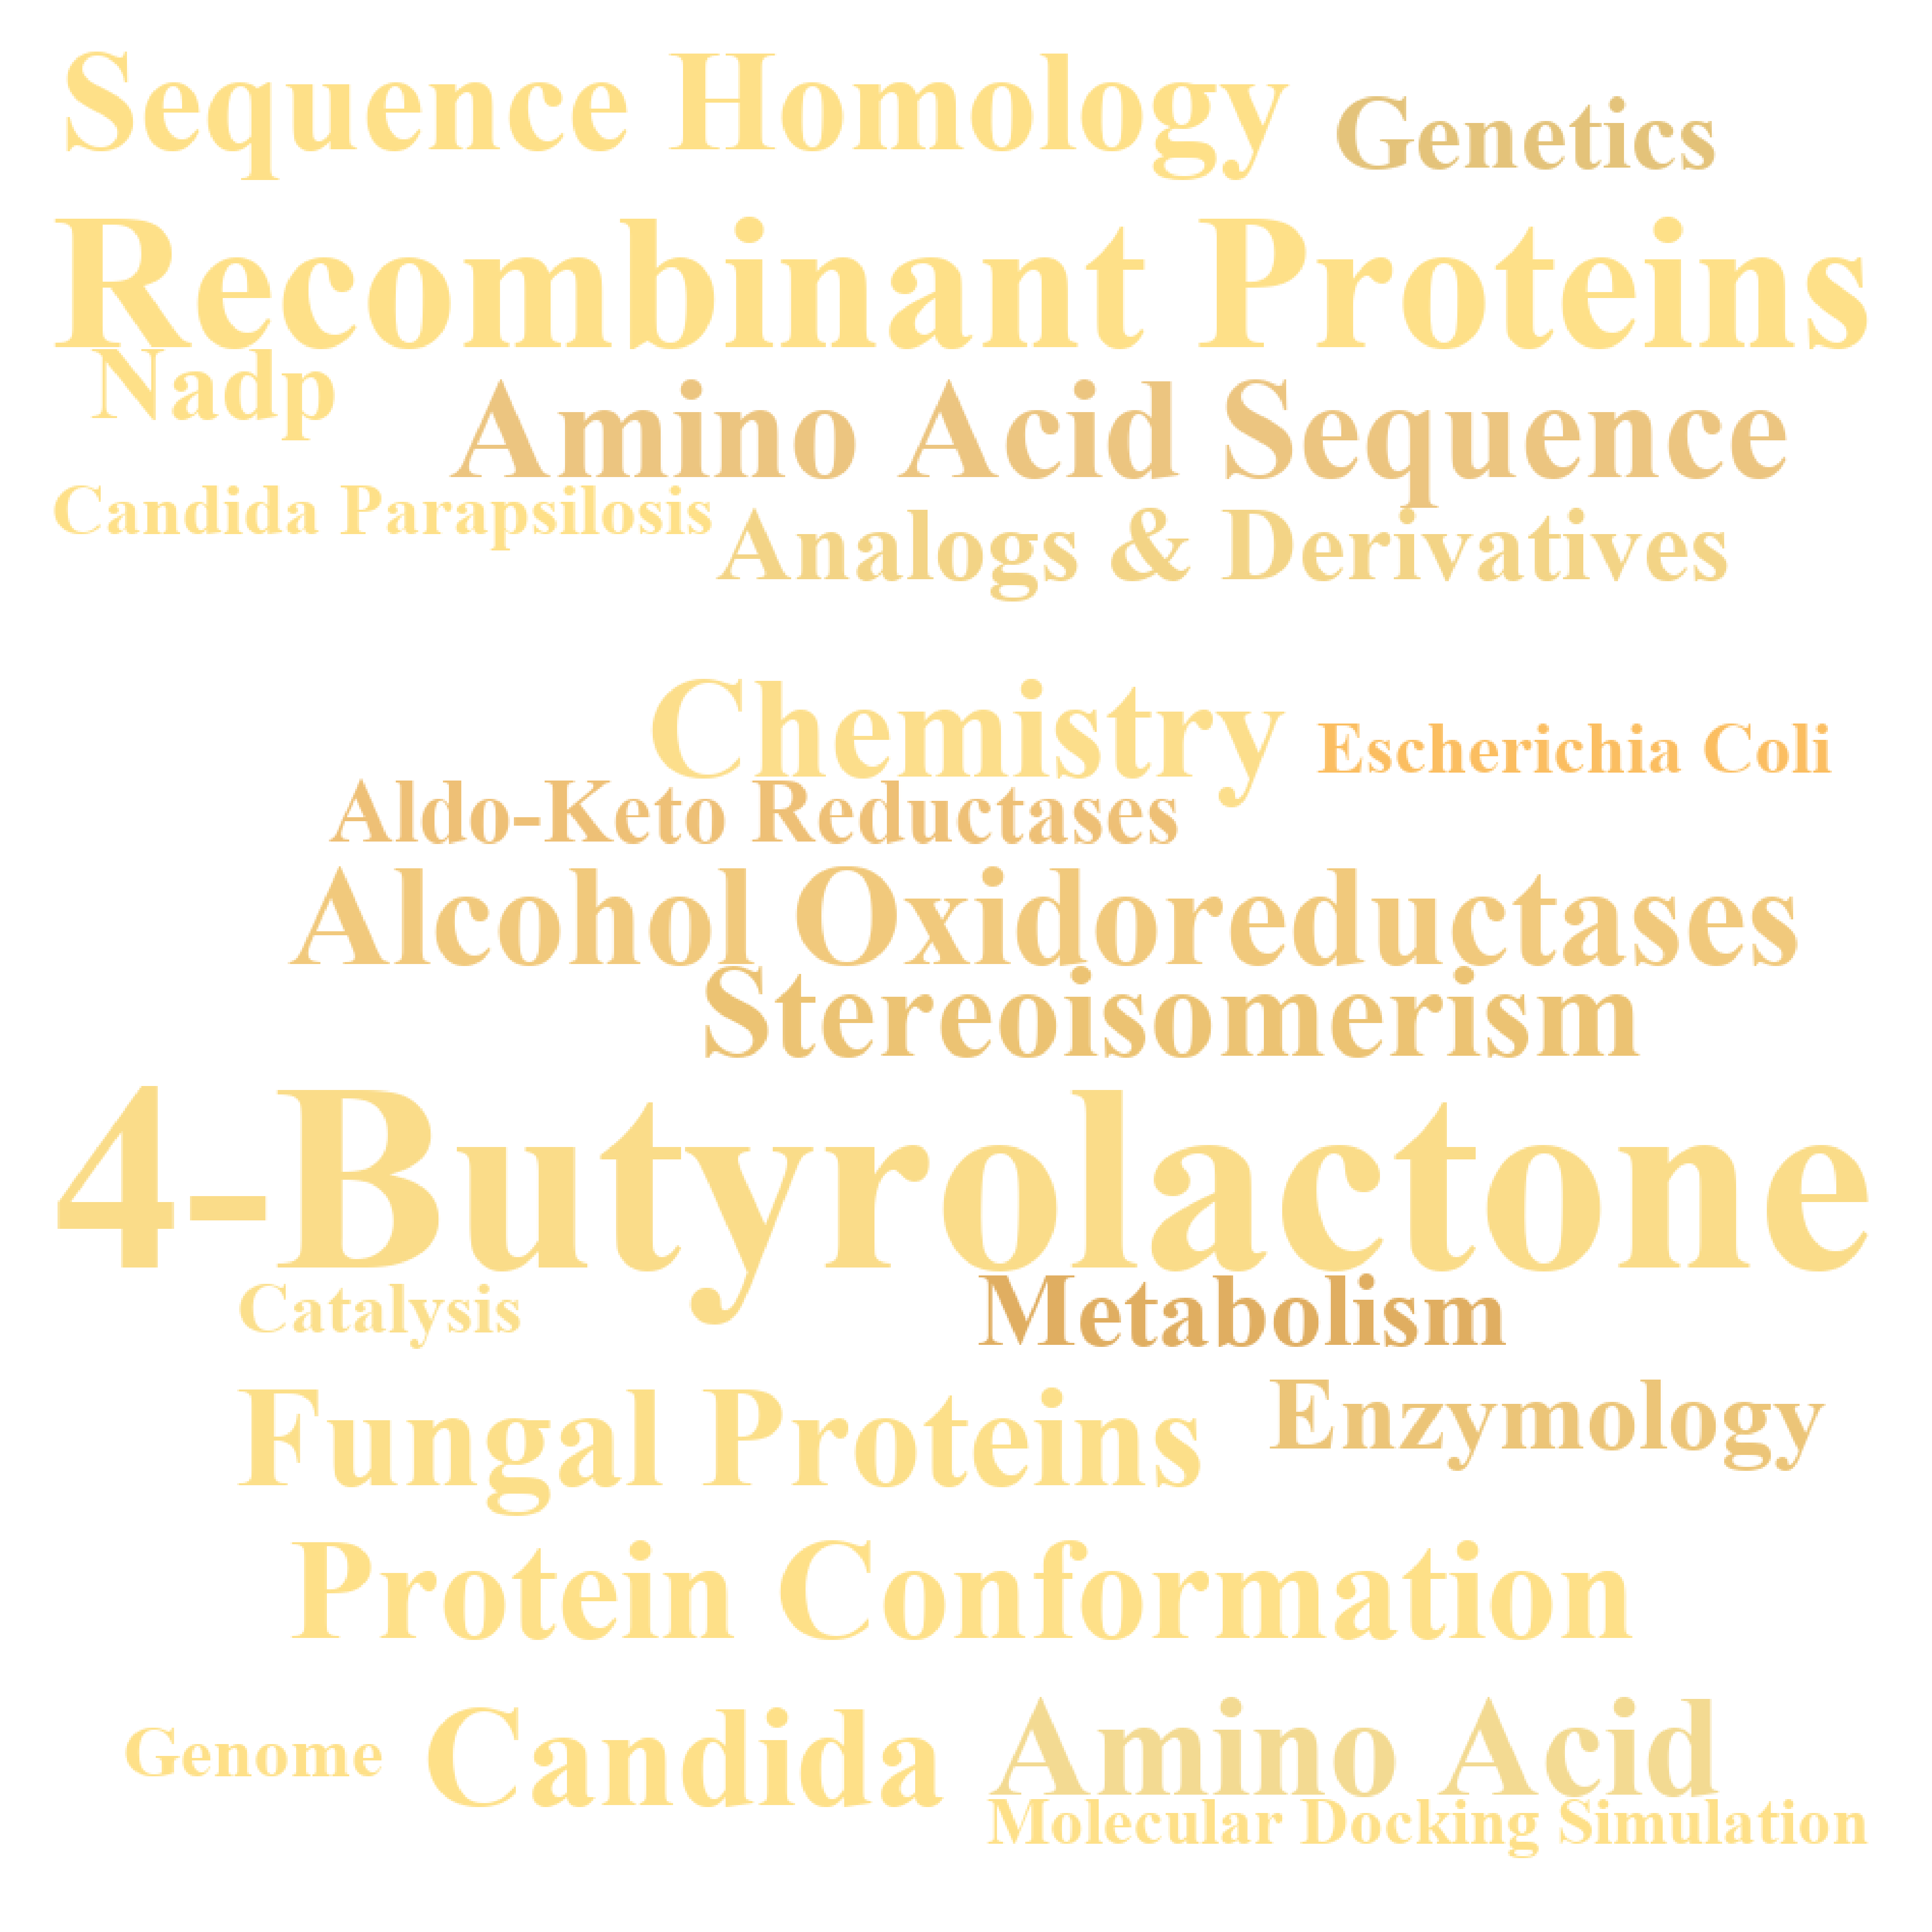 Sequence Homology
Genetics
Recombinant Proteins
Nadp
Amino Acid Sequence
Candida Parapsilosis
Analogs & Derivatives
Chemistry
Escherichia Coli
Aldo-Keto Reductases
Alcohol Oxidoreductases
Stereoisomerism
4-Butyrolactone
Catalysis
Metabolism
Fungal Proteins
Enzymology
Protein Conformation
Genome
Candida
Amino Acid
Molecular Docking Simulation